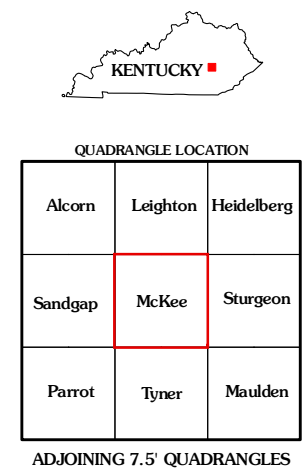 KENTUCKY
QUADRANGLE LOCATION
Alcorn Leighton Heidelberg
Sandgap McKee Sturgeon
Parrot Tyner Maulden
ADJOINING 7.5' QUADRANGLES